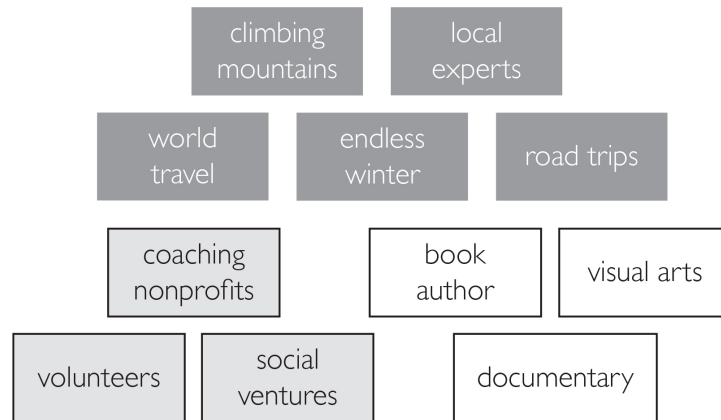 climbing
mountains
local
experts
world
travel
endless
winter
road trips
coaching
nonprofits
book
author
visual arts
volunteers
social
ventures
documentary